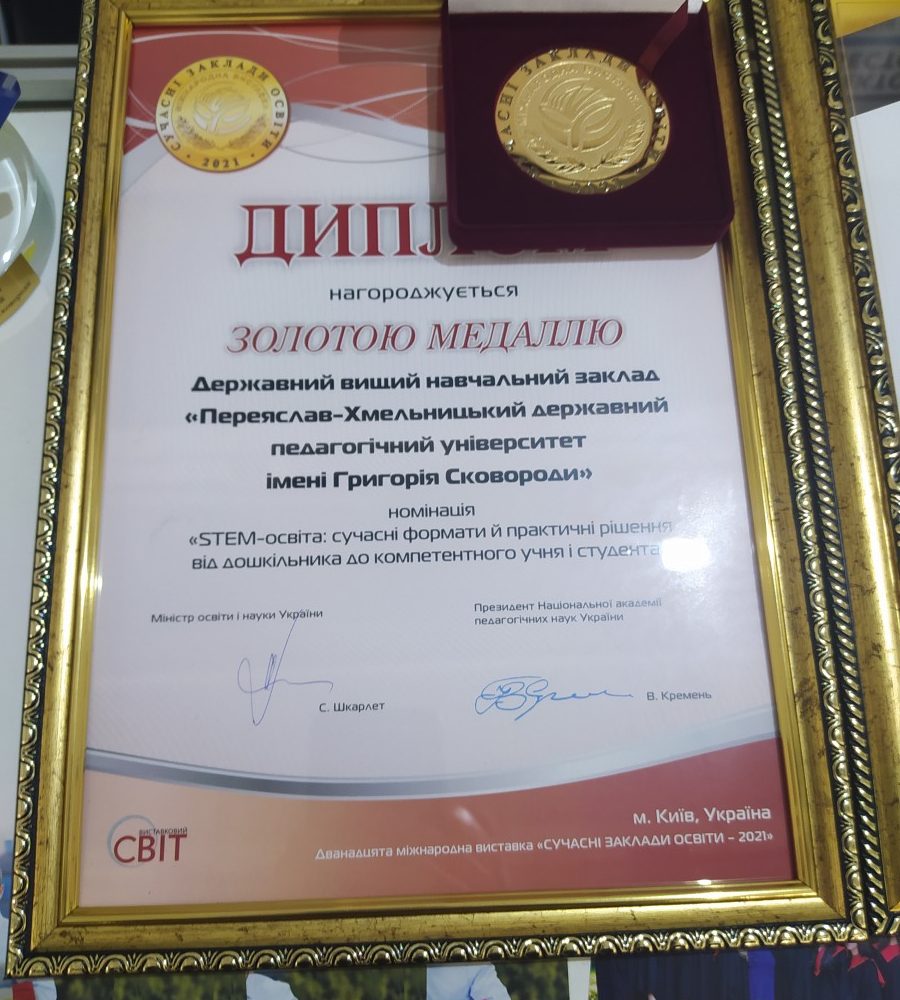 СУЧАСНІ ЗАКЛАДИ ОСВІТИ
2021
нагороджується
ЗОЛОТОЮ МЕДАЛЛЮ
Державний вищий навчальний заклад
«Переяслав-Хмельницький державний
педагогічний університет
імені Григорія Сковороди»
номінація
«STEM-освіта: сучасні формати й практичні рішення
від дошкільника до компетентного учня і студента
Міністр освіти і науки України
Президент Національної академії
педагогічних наук України
С. Шкарлет
В. Кремень
ВИСТАВКОВИЙ
СВІТ
м. Київ, Україна
Дванадцята міжнародна виставка «СУЧАСНІ ЗАКЛАДИ ОСВІТИ – 2021»